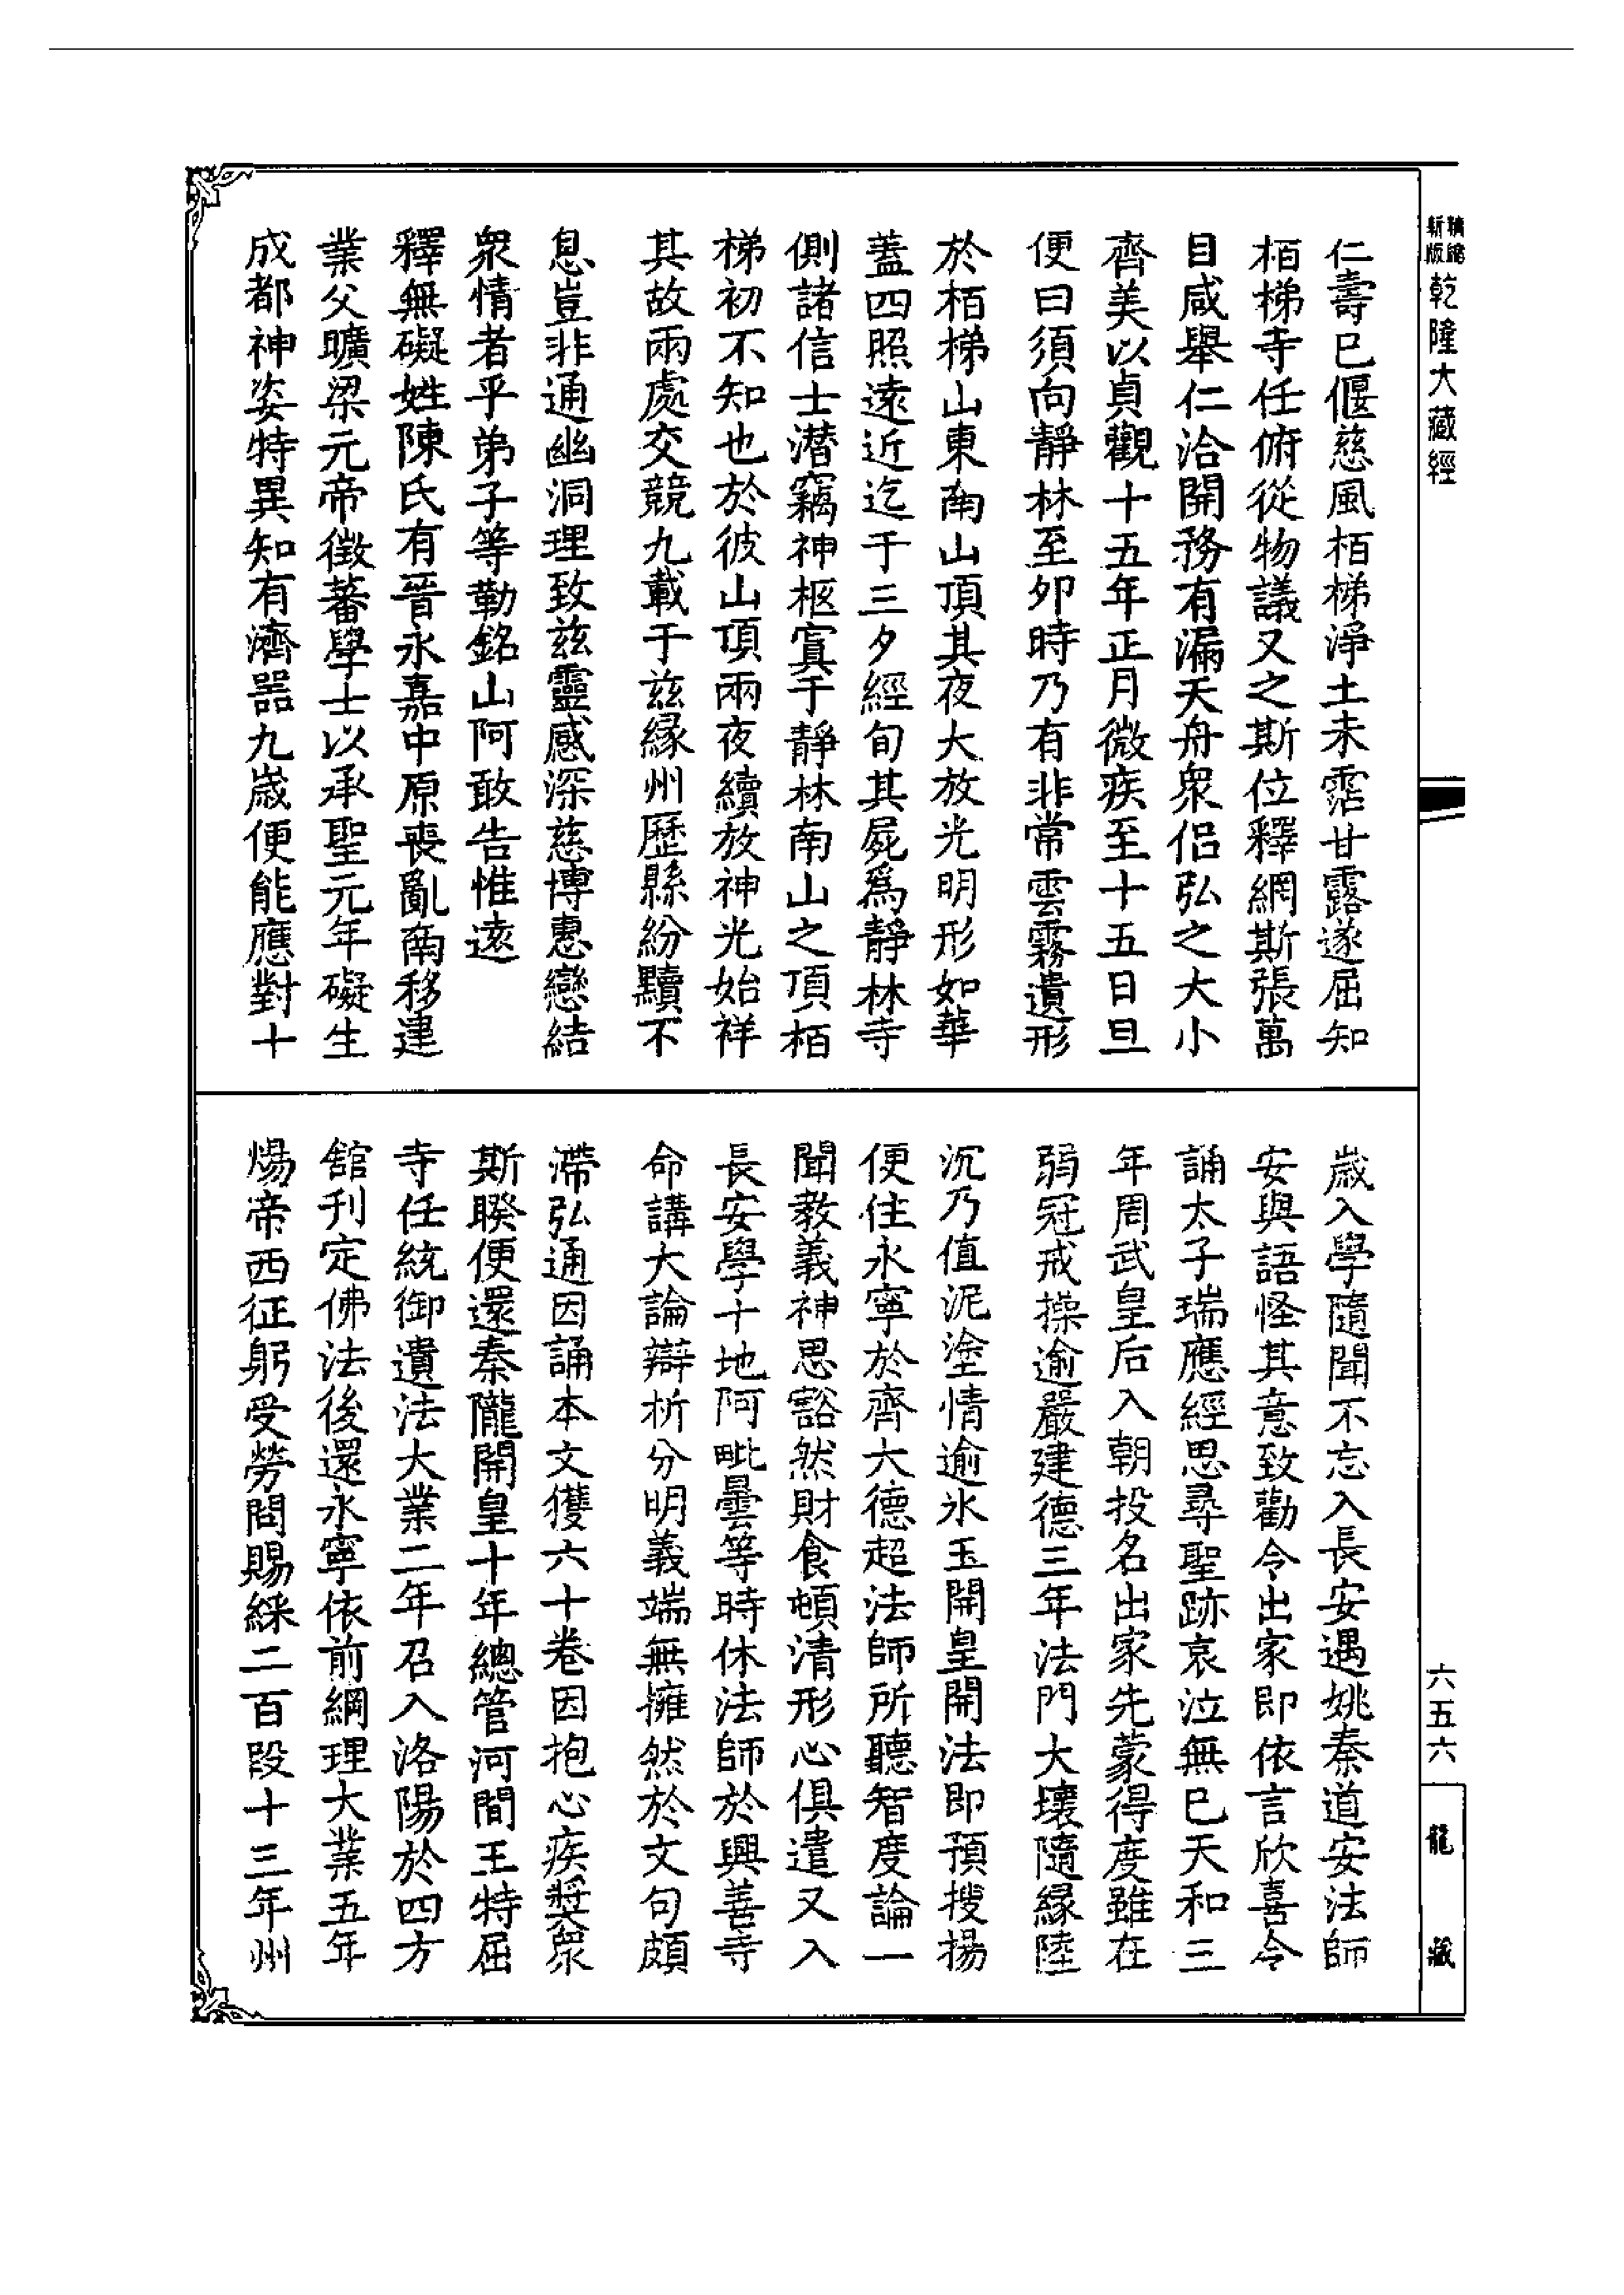 精縮新版乾隆大藏經
仁壽已偃慈風栢梯淨土未霑甘露遂屈知
栢梯寺任俯從物議又之斯位釋網斯張萬
目咸舉仁洽開務有漏天舟衆侶弘之大小
齊美以貞觀十五年正月微疾至十五日旦
便曰須向靜林至夘時乃有非常雲霧遺形
於栢梯山東南山頂其夜大放光明形如華
蓋四照遠近迄于三夕經旬其屍爲靜林寺
側諸信士潛竊神柩窴于靜林南山之頂栢
梯初不知也於彼山頂兩夜續放神光始祥
其故兩處交競九載于兹緣州歷縣紛黷不
息豈非通幽洞理致兹靈感深慈博惠戀結
衆情者乎弟子等勒銘山阿敢告惟遠
釋無礙姓陳氏有晉永嘉中原喪亂南移建
業父曠梁元帝徵蕃學士以承聖元年礙生
成都神姿特異知有濟器九歲便能應對十
歲入學隨聞不忘入長安遇姚秦道安法師
安與語怪其意致勸令出家即依言欣喜令
誦太子瑞應經思尋聖跡哀泣無已天和三
年周武皇后入朝投名出家先蒙得度雖在
弱冠戒操逾嚴建德三年法門大壞隨緣陸
沉乃值泥塗情逾氷玉開皇開法即預搜揚
便住永寧於齊大德超法師所聽智度論一
聞教義神思豁然財食頓清形心俱遣又入
長安學十地阿毗曇等時休法師於興善寺
命講大論辯析分明義端無擁然於文句頗
滯弘通因誦本文獲六十卷因抱心疾奬衆
斯睽便還秦隴開皇十年總管河間王特屈
寺任統御遺法大業二年召入洛陽於四方
舘刊定佛法後還永寧依前綱理大業五年
煬帝西征躬受勞問賜綵二百段十三年州
六五六
龍藏